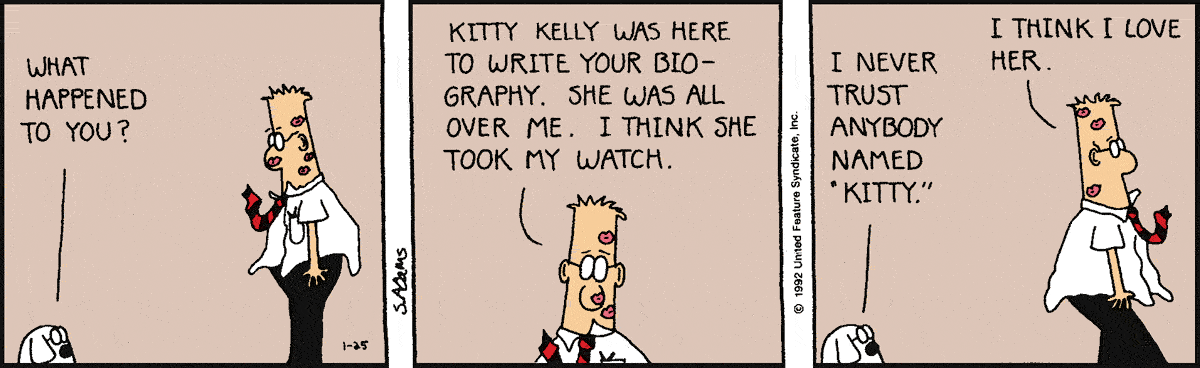 WHAT
HAPPENED
TO YOU?
1-25
S.ADAMS
KITTY KELLY WAS HERE
TO WRITE YOUR BIO-
GRAPHY. SHE WAS ALL
OVER ME. I THINK SHE
TOOK MY WATCH.
© 1992 United Feature Syndicate, Inc.
I NEVER
TRUST
ANYBODY
NAMED
"KITTY."
I THINK I LOVE
HER.